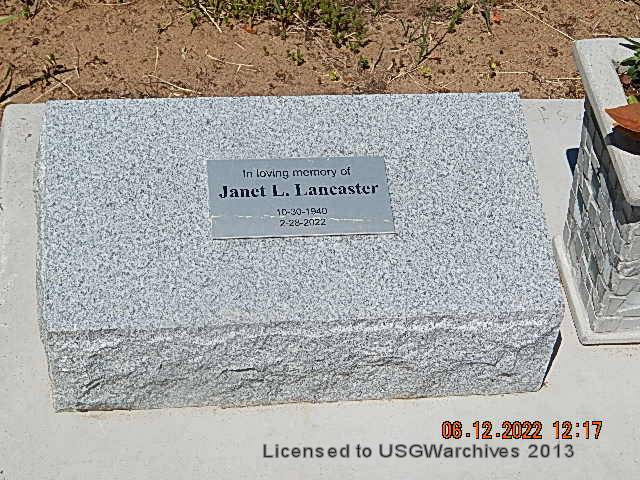 In loving memory of
Janet L. Lancaster
10-30-1940
2-28-2022
06.12.2022 12:17
Licensed to USGWarchives 2013